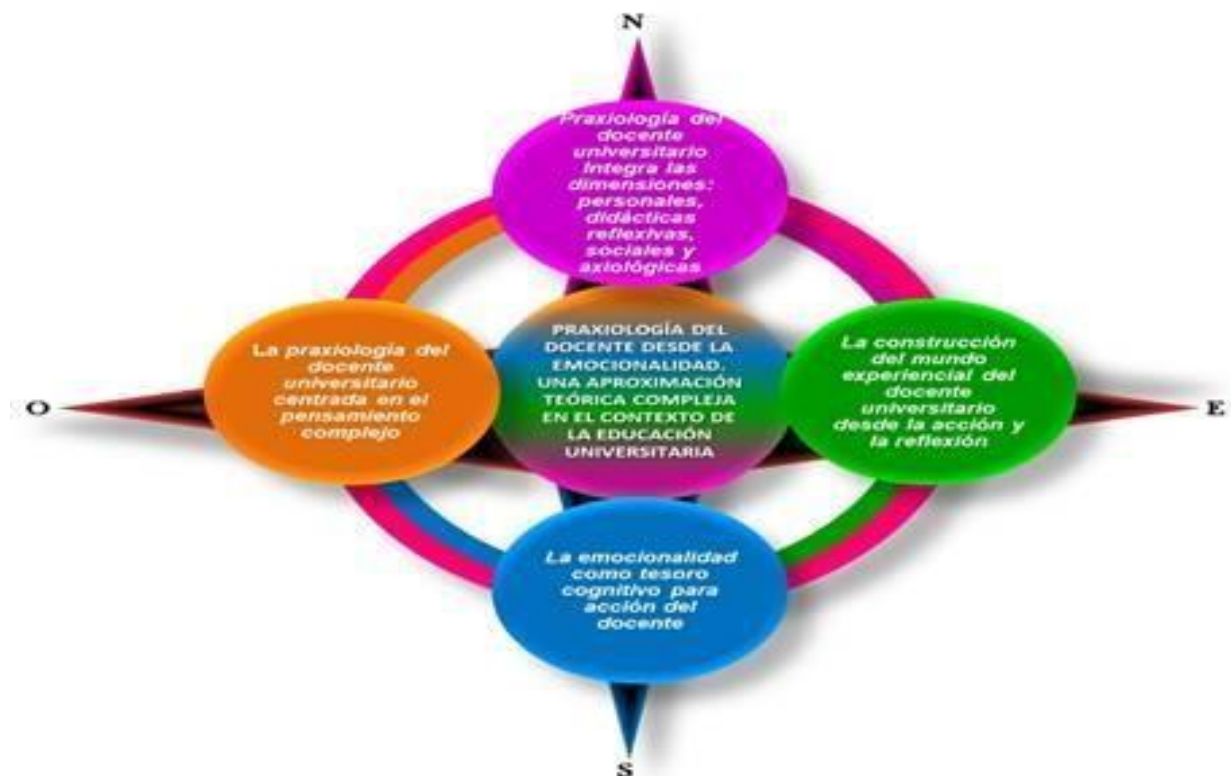 N
Praxiología del
docente
universitario
Integra las
dimensiones:
personales,
didácticas
reflexivas,
sociales y
axiológicas
La praxiología del
docente
universitario
centrada en el
pensamiento
complejo
PRAXIOLOGÍA DEL
DOCENTE DESDE LA
EMOCIONALIDAD.
UNA APROXIMACIÓN
TEÓRICA COMPLEJA
EN EL CONTEXTO DE
LA EDUCACIÓN
UNIVERSITARIA
La construcción
del mundo
experiencial del
docente
universitario
desde la acción y
la reflexión
O
E
La emocionalidad
como tesoro
cognitivo para
acción del
docente
S